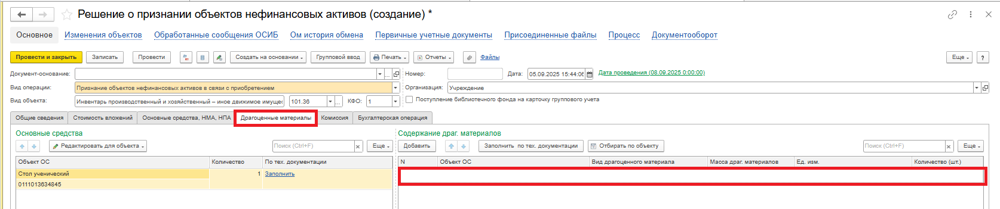 Решение о признании объектов нефинансовых активов (создание) *
Основное Изменения объектов Обработанные сообщения ОСИБ Ом история обмена Первичные учетные документы Присоединенные файлы Процесс Документооборот
Провести и закрыть Записать Провести Дт Кт Создать на основании Групповой ввод Печать Отчеты Файлы Еще ?
Документ-основание: ... Номер: Дата: 05.09.2025 15:44:06 Дата проведения (08.09.2025 0:00:00)
Вид операции: Признание объектов нефинансовых активов в связи с приобретением Организация: Учреждение
Вид объекта: Инвентарь производственный и хозяйственный – иное движимое имущес 101.36 ... КФО: 1 Поступление библиотечного фонда на карточку группового учета
Общие сведения Стоимость вложений Основные средства, НМА, НПА Драгоценные материалы Комиссия Бухгалтерская операция
Основные средства Содержание драг. материалов
Редактировать для объекта Поиск (Ctrl+F) × Еще Добавить Заполнить по тех. документации Отбирать по объекту Поиск (Ctrl+F) × Еще
Объект ОС Количество По тех. документации N Объект ОС Вид драгоценного материала Масса драг. материалов Ед. изм. Количество (шт.)
Стол ученический 1 Заполнить
0111013634845